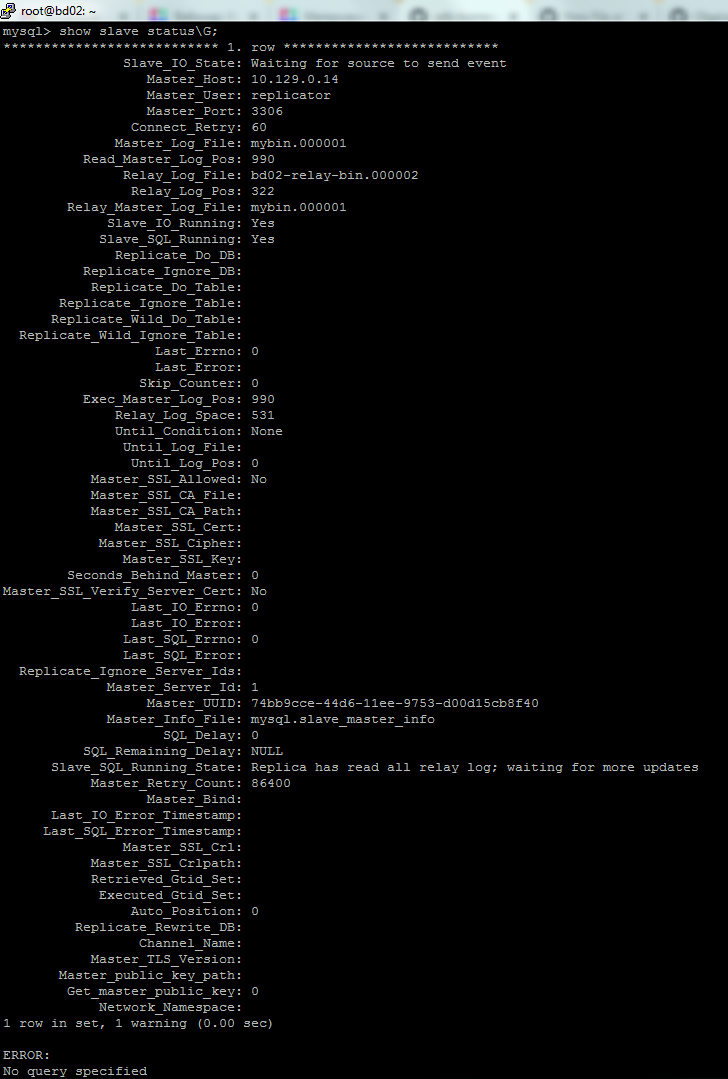 root@bd02: ~
mysql> show slave status\G;
*************************** 1. row ***************************
Slave_IO_State: Waiting for source to send event
Master_Host: 10.129.0.14
Master_User: replicator
Master_Port: 3306
Connect_Retry: 60
Master_Log_File: mybin.000001
Read_Master_Log_Pos: 990
Relay_Log_File: bd02-relay-bin.000002
Relay_Log_Pos: 322
Relay_Master_Log_File: mybin.000001
Slave_IO_Running: Yes
Slave_SQL_Running: Yes
Replicate_Do_DB:
Replicate_Ignore_DB:
Replicate_Do_Table:
Replicate_Ignore_Table:
Replicate_Wild_Do_Table:
Replicate_Wild_Ignore_Table:
Last_Errno: 0
Last_Error:
Skip_Counter: 0
Exec_Master_Log_Pos: 990
Relay_Log_Space: 531
Until_Condition: None
Until_Log_File:
Until_Log_Pos: 0
Master_SSL_Allowed: No
Master_SSL_CA_File:
Master_SSL_CA_Path:
Master_SSL_Cert:
Master_SSL_Cipher:
Master_SSL_Key:
Seconds_Behind_Master: 0
Master_SSL_Verify_Server_Cert: No
Last_IO_Errno: 0
Last_IO_Error:
Last_SQL_Errno: 0
Last_SQL_Error:
Replicate_Ignore_Server_Ids:
Master_Server_Id: 1
Master_UUID: 74bb9cce-44d6-11ee-9753-d00d15cb8f40
Master_Info_File: mysql.slave_master_info
SQL_Delay: 0
SQL_Remaining_Delay: NULL
Slave_SQL_Running_State: Replica has read all relay log; waiting for more updates
Master_Retry_Count: 86400
Master_Bind:
Last_IO_Error_Timestamp:
Last_SQL_Error_Timestamp:
Master_SSL_Crl:
Master_SSL_Crlpath:
Retrieved_Gtid_Set:
Executed_Gtid_Set:
Auto_Position: 0
Replicate_Rewrite_DB:
Channel_Name:
Master_TLS_Version:
Master_public_key_path:
Get_master_public_key: 0
Network_Namespace:
1 row in set, 1 warning (0.00 sec)
ERROR:
No query specified